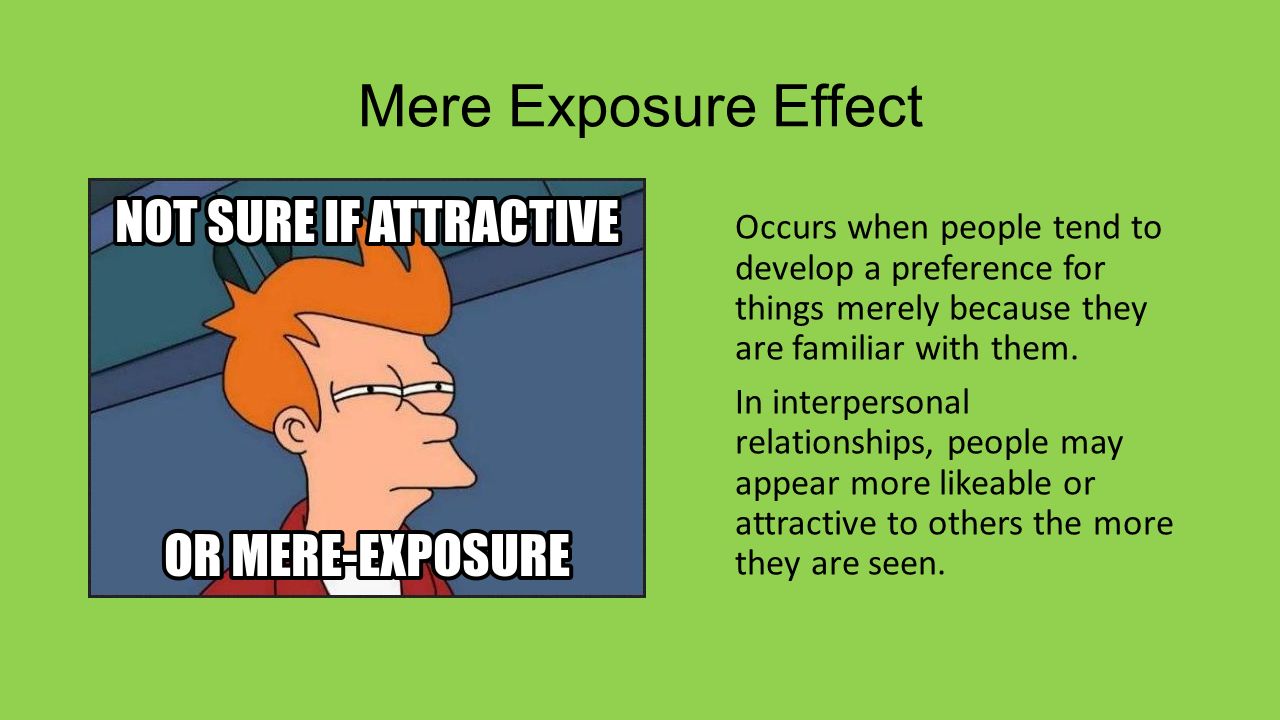 Mere Exposure Effect
NOT SURE IF ATTRACTIVE
OR MERE-EXPOSURE
Occurs when people tend to
develop a preference for
things merely because they
are familiar with them.
In interpersonal
relationships, people may
appear more likeable or
attractive to others the more
they are seen.